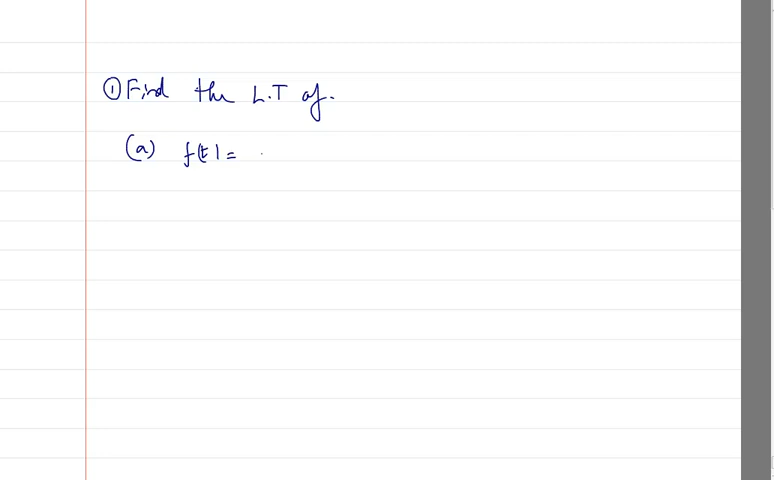 ① Find the L.T of.
(a) f(t) =